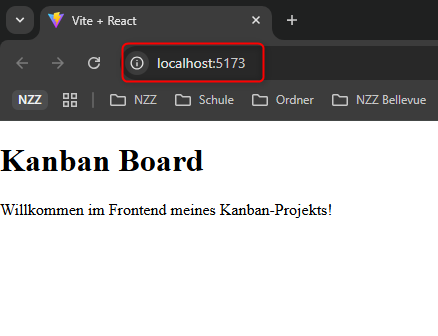 Vite + React
localhost:5173
NZZ NZZ Schule Ordner NZZ Bellevue
Kanban Board
Willkommen im Frontend meines Kanban-Projekts!